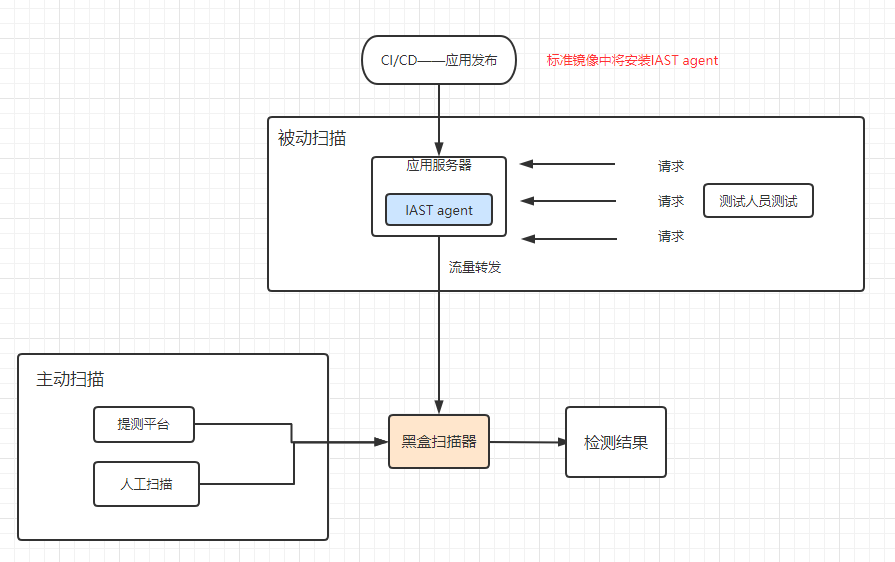 CI/CD——应用发布
标准镜像中将安装IAST agent
被动扫描
应用服务器
IAST agent
请求
请求
请求
测试人员测试
流量转发
主动扫描
提测平台
人工扫描
黑盒扫描器
检测结果